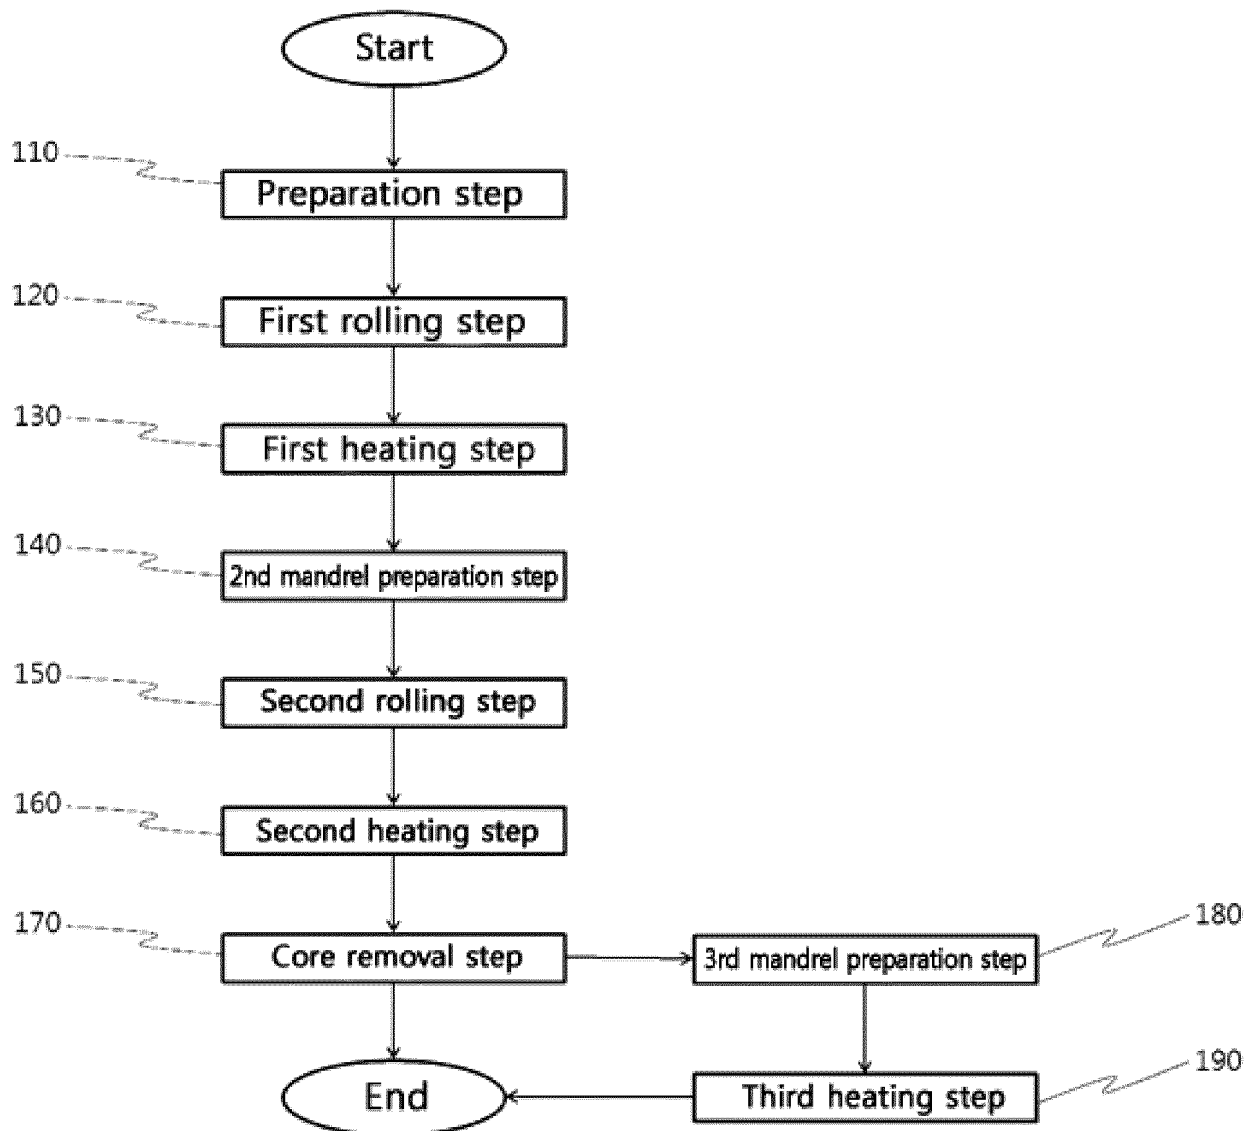 Start
110
Preparation step
120
First rolling step
130
First heating step
140
2nd mandrel preparation step
150
Second rolling step
160
Second heating step
170
Core removal step
180
3rd mandrel preparation step
190
Third heating step
End